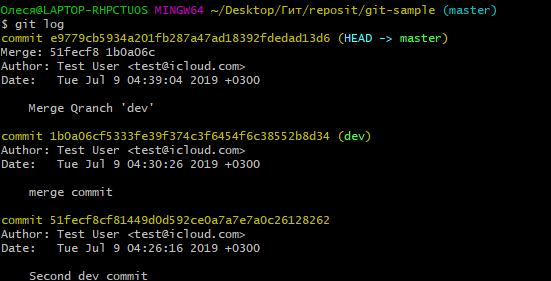 Олеся@LAPTOP-RHPCTUOS MINGW64 ~/Desktop/Гит/reposit/git-sample (master)
$ git log
commit e9779cb5934a201fb287a47ad18392fdedad13d6 (HEAD -> master)
Merge: 51fecf8 1b0a06c
Author: Test User <test@icloud.com>
Date:   Tue Jul 9 04:39:04 2019 +0300

    Merge Qranch 'dev'

commit 1b0a06cf5333fe39f374c3f6454f6c38552b8d34 (dev)
Author: Test User <test@icloud.com>
Date:   Tue Jul 9 04:30:26 2019 +0300

    merge commit

commit 51fecf8cf81449d0d592ce0a7a7e7a0c26128262
Author: Test User <test@icloud.com>
Date:   Tue Jul 9 04:26:16 2019 +0300

    Second dev commit